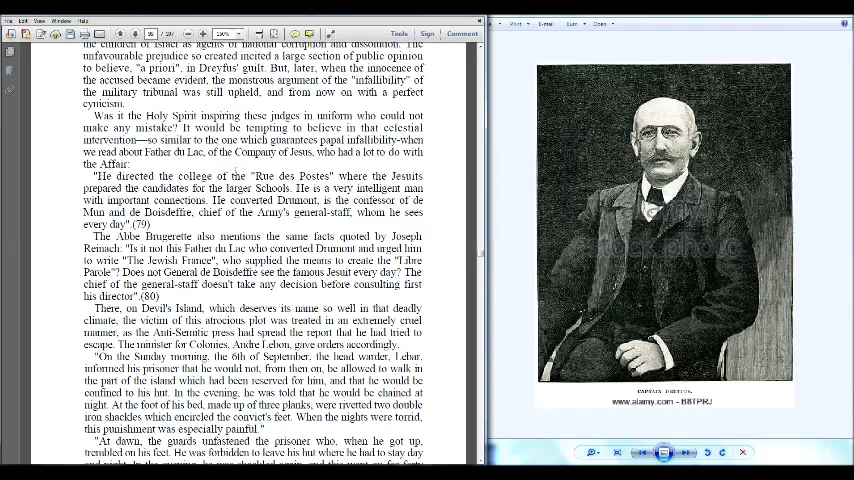 File Edit View Window Help
99 / 197
150%
Tools Sign Comment
Print E-mail Burn Open
the children of Israel as agents of national corruption and dissolution. The
unfavourable prejudice so created incited a large section of public opinion
to believe, "a priori", in Dreyfus' guilt. But, later, when the innocence of
the accused became evident, the monstrous argument of the "infallibility" of
the military tribunal was still upheld, and from now on with a perfect
cynicism.
Was it the Holy Spirit inspiring these judges in uniform who could not
make any mistake? It would be tempting to believe in that celestial
intervention—so similar to the one which guarantees papal infallibility-when
we read about Father du Lac, of the Company of Jesus, who had a lot to do with
the Affair:
"He directed the college of the "Rue des Postes" where the Jesuits
prepared the candidates for the larger Schools. He is a very intelligent man
with important connections. He converted Drumont, is the confessor of de
Mun and de Boisdeffre, chief of the Army's general-staff, whom he sees
every day".(79)
The Abbe Brugerette also mentions the same facts quoted by Joseph
Reinach: "Is it not this Father du Lac who converted Drumont and urged him
to write "The Jewish France", who supplied the means to create the "Libre
Parole"? Does not General de Boisdeffre see the famous Jesuit every day? The
chief of the general-staff doesn't take any decision before consulting first
his director".(80)
There, on Devil's Island, which deserves its name so well in that deadly
climate, the victim of this atrocious plot was treated in an extremely cruel
manner, as the Anti-Semitic press had spread the report that he had tried to
escape. The minister for Colonies, Andre Lebon, gave orders accordingly.
"On the Sunday morning, the 6th of September, the head warder, Lebar,
informed his prisoner that he would not, from then on, be allowed to walk in
the part of the island which had been reserved for him, and that he would be
confined to his hut. In the evening, he was told that he would be chained at
night. At the foot of his bed, made up of three planks, were rivetted two double
iron shackles which encircled the convict's feet. When the nights were torrid,
this punishment was especially painful."
"At dawn, the guards unfastened the prisoner who, when he got up,
trembled on his feet. He was forbidden to leave his hut where he had to stay day
CAPTAIN DREYFUS.
www.alamy.com - B8TPRJ